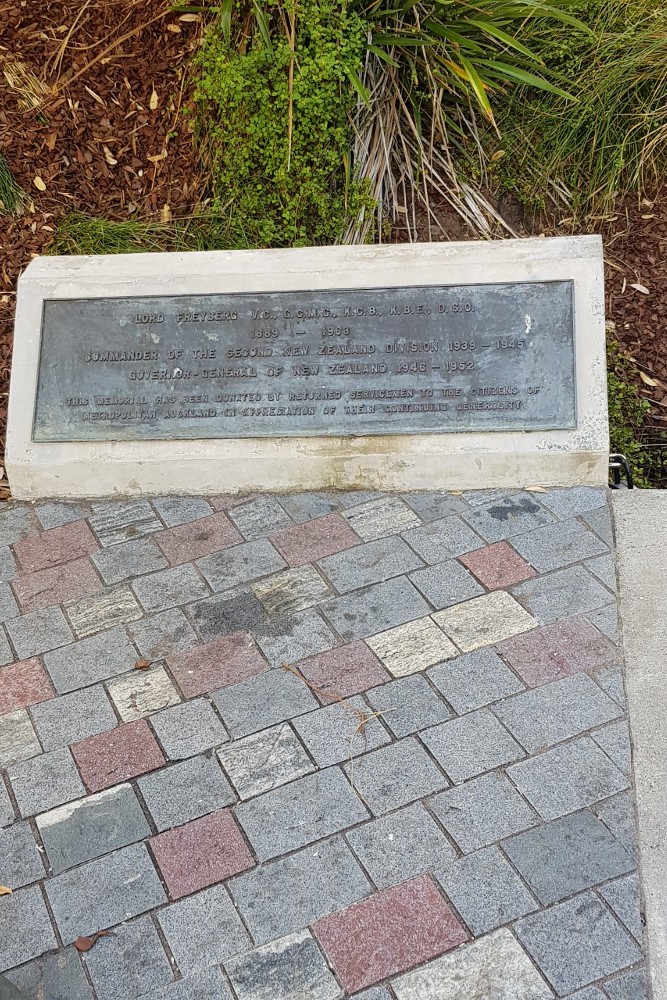 LORD FREYBERG V.C., G.C.M.G., K.C.B., K.B.E., D.S.O.
1889 — 1963
COMMANDER OF THE SECOND NEW ZEALAND DIVISION 1939 — 1945
GOVERNOR-GENERAL OF NEW ZEALAND 1946 — 1952
THIS MEMORIAL HAS BEEN DONATED BY RETURNED SERVICEMEN TO THE CITIZENS OF
METROPOLITAN AUCKLAND IN APPRECIATION OF THEIR CONTINUING GENEROSITY